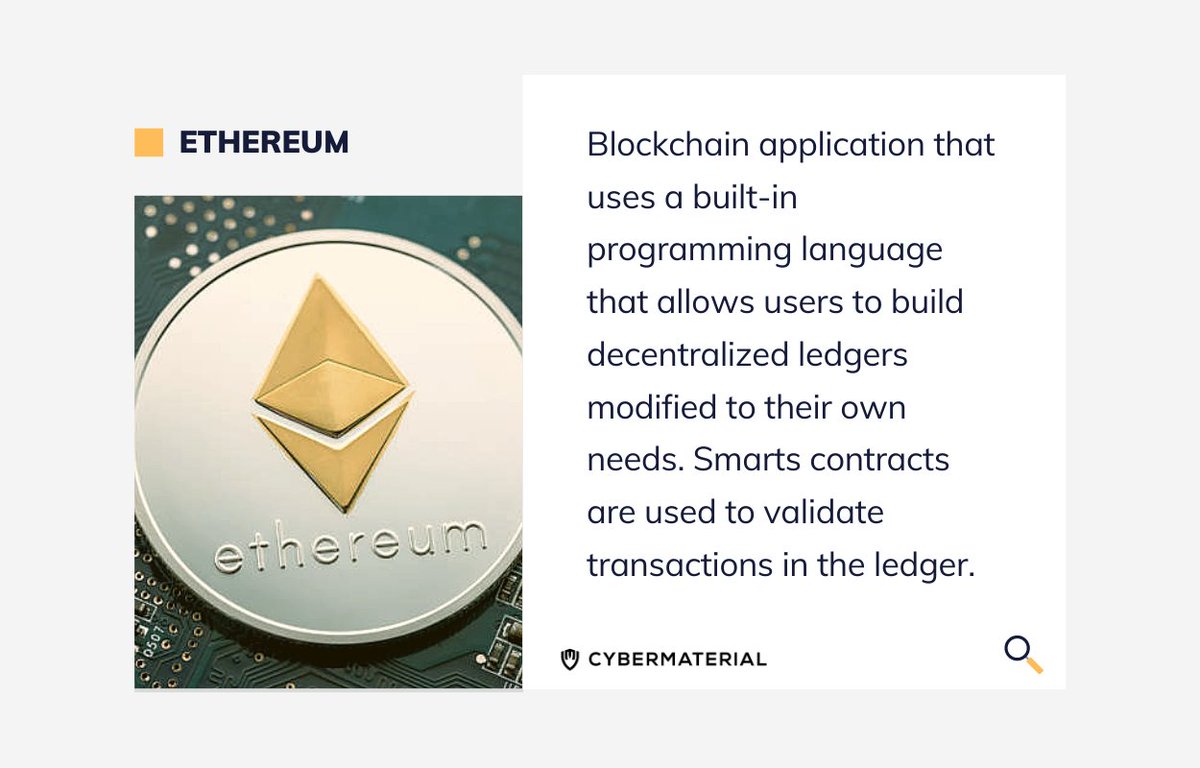 ETHEREUM
ethereum
0507
Blockchain application that
uses a built-in
programming language
that allows users to build
decentralized ledgers
modified to their own
needs. Smarts contracts
are used to validate
transactions in the ledger.
CYBERMATERIAL